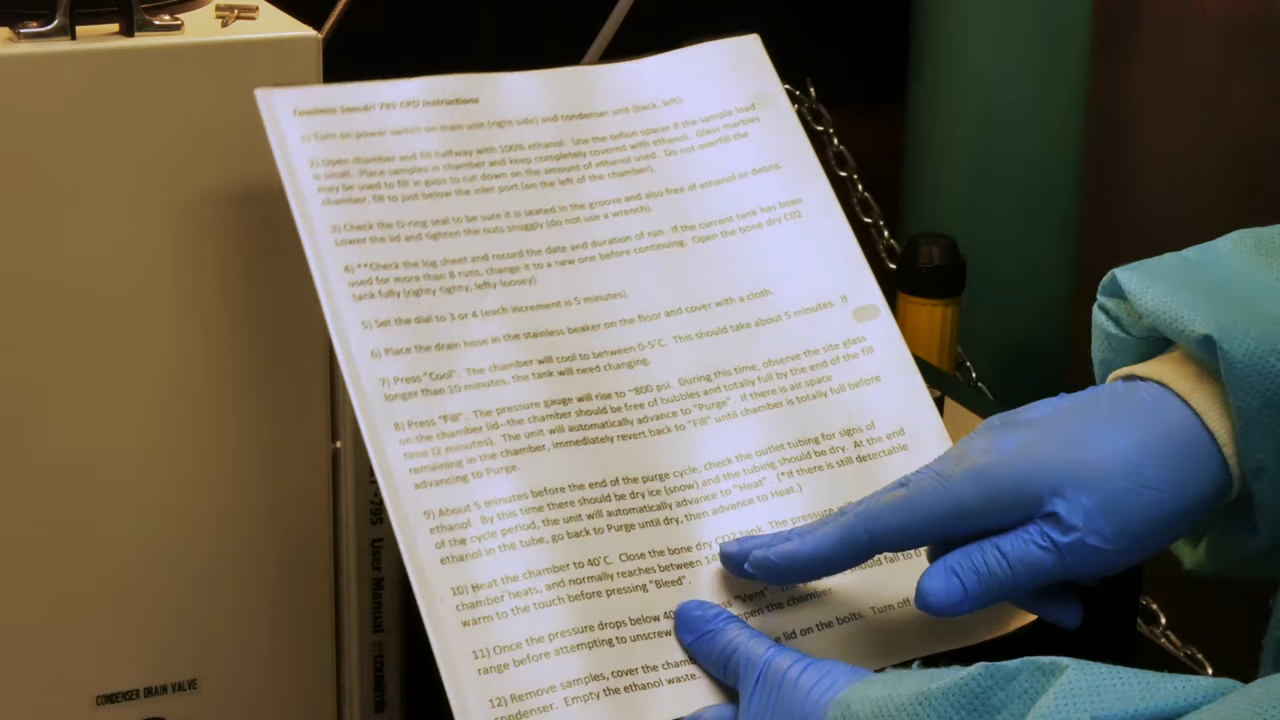 Tousimis Samdri 795 CPD Instructions
1) Turn on power switch on main unit (right side) and condenser unit (back, left).
2) Open chamber and fill halfway with 100% ethanol. Use the teflon spacer if the sample load
is small. Place samples in chamber and keep completely covered with ethanol. Glass marbles
may be used to fill in gaps to cut down on the amount of ethanol used. Do not overfill the
chamber, fill to just below the inlet port (on the left of the chamber).
3) Check the O-ring seal to be sure it is seated in the groove and also free of ethanol or debris.
Lower the lid and tighten the nuts snuggly (do not use a wrench).
4) **Check the log sheet and record the date and duration of run. If the current tank has been
used for more than 8 runs, change it to a new one before continuing. Open the bone dry CO2
tank fully (righty-tighty, lefty-loosey).
5) Set the dial to 3 or 4 (each increment is 5 minutes).
6) Place the drain hose in the stainless beaker on the floor and cover with a cloth.
7) Press "Cool". The chamber will cool to between 0-5°C. This should take about 5 minutes. If
longer than 10 minutes, the tank will need changing.
8) Press "Fill". The pressure gauge will rise to ~800 psi. During this time, observe the site glass
on the chamber lid--the chamber should be free of bubbles and totally full by the end of the fill
time (2 minutes). The unit will automatically advance to "Purge". If there is air space
remaining in the chamber, immediately revert back to "Fill" until chamber is totally full before
advancing to Purge.
9) About 5 minutes before the end of the purge cycle, check the outlet tubing for signs of
ethanol. By this time there should be dry ice (snow) and the tubing should be dry. At the end
of the cycle period, the unit will automatically advance to "Heat". (*If there is still detectable
ethanol in the tube, go back to Purge until dry, then advance to Heat.)
10) Heat the chamber to 40°C. Close the bone dry CO2 tank. The pressure
chamber heats, and normally reaches between
warm to the touch before pressing "Bleed".
11) Once the pressure drops below "Vent". should fall to 0
range before attempting to unscrew open the chamber
12) Remove samples, cover the lid on the bolts. Turn off
condenser. Empty the ethanol waste.
User Manual
CONDENSER DRAIN VALVE